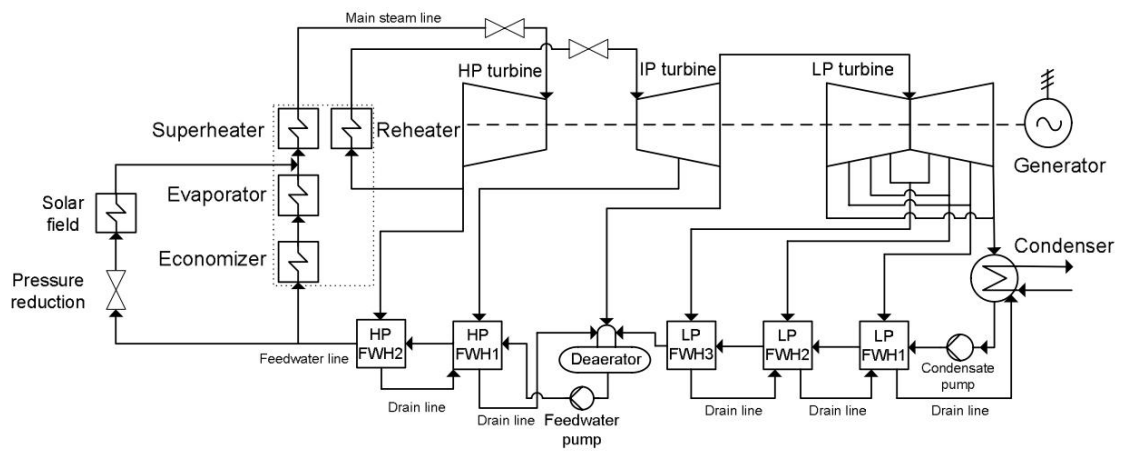 Main steam line
HP turbine
IP turbine
LP turbine
Superheater
Reheater
Generator
Evaporator
Solar
field
Economizer
Condenser
Pressure
reduction
HP
FWH2
HP
FWH1
Deaerator
LP
FWH3
LP
FWH2
LP
FWH1
Feedwater line
Condensate
pump
Drain line
Drain line
Feedwater
pump
Drain line
Drain line
Drain line